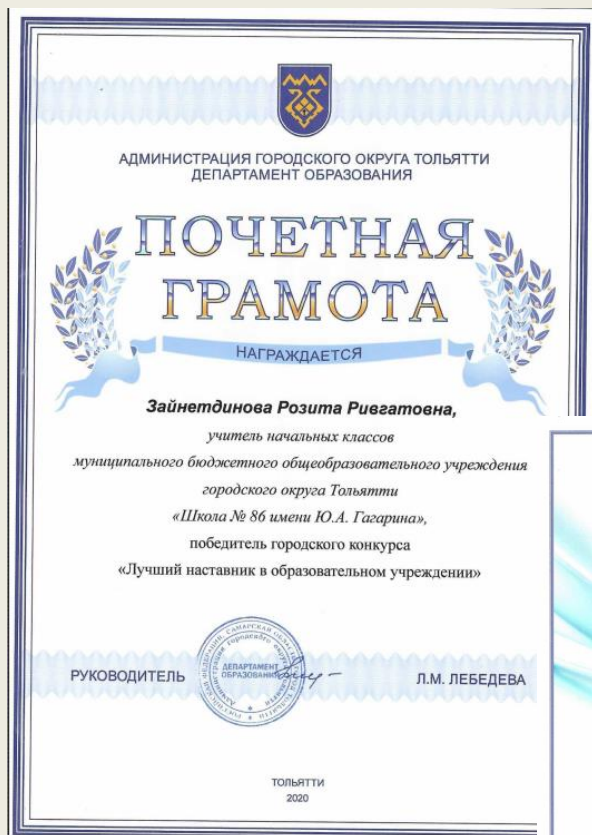 АДМИНИСТРАЦИЯ ГОРОДСКОГО ОКРУГА ТОЛЬЯТТИ
ДЕПАРТАМЕНТ ОБРАЗОВАНИЯ
ПОЧЕТНАЯ
ГРАМОТА
НАГРАЖДАЕТСЯ
Зайнетдинова Розита Ривгатовна,
учитель начальных классов
муниципального бюджетного общеобразовательного учреждения
городского округа Тольятти
«Школа № 86 имени Ю.А. Гагарина»,
победитель городского конкурса
«Лучший наставник в образовательном учреждении»
РУКОВОДИТЕЛЬ
ДЕПАРТАМЕНТ
ОБРАЗОВАНИЯ
Л.М. ЛЕБЕДЕВА
ТОЛЬЯТТИ
2020